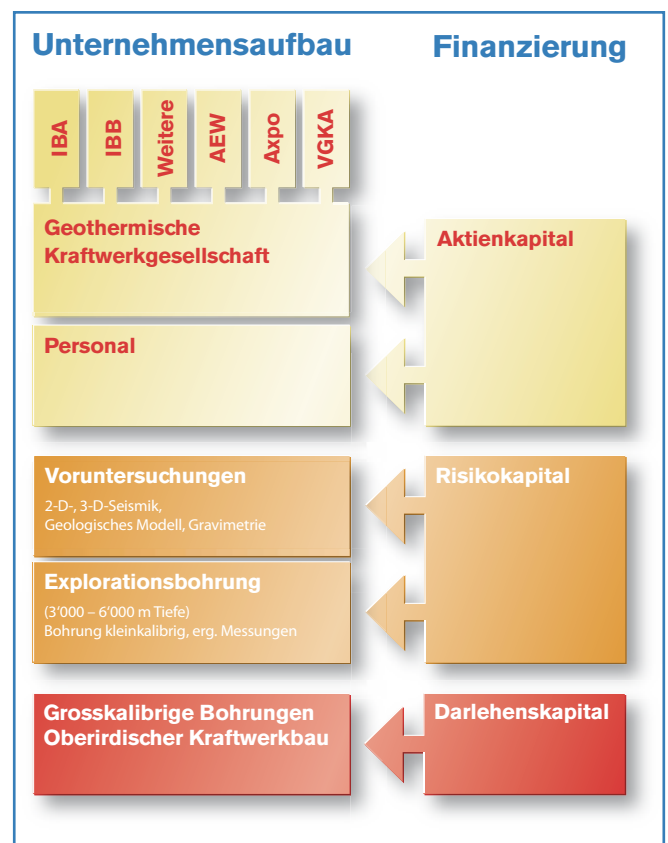 Unternehmensaufbau
Finanzierung
IBA
IBB
Weitere
AEW
Axpo
VGKA
Geothermische
Kraftwerkgesellschaft
Aktienkapital
Personal
Voruntersuchungen
2-D-, 3-D-Seismik,
Geologisches Modell, Gravimetrie
Risikokapital
Explorationsbohrung
(3’000 – 6’000 m Tiefe)
Bohrung kleinkalibrig, erg. Messungen
Grosskalibrige Bohrungen
Oberirdischer Kraftwerkbau
Darlehenskapital